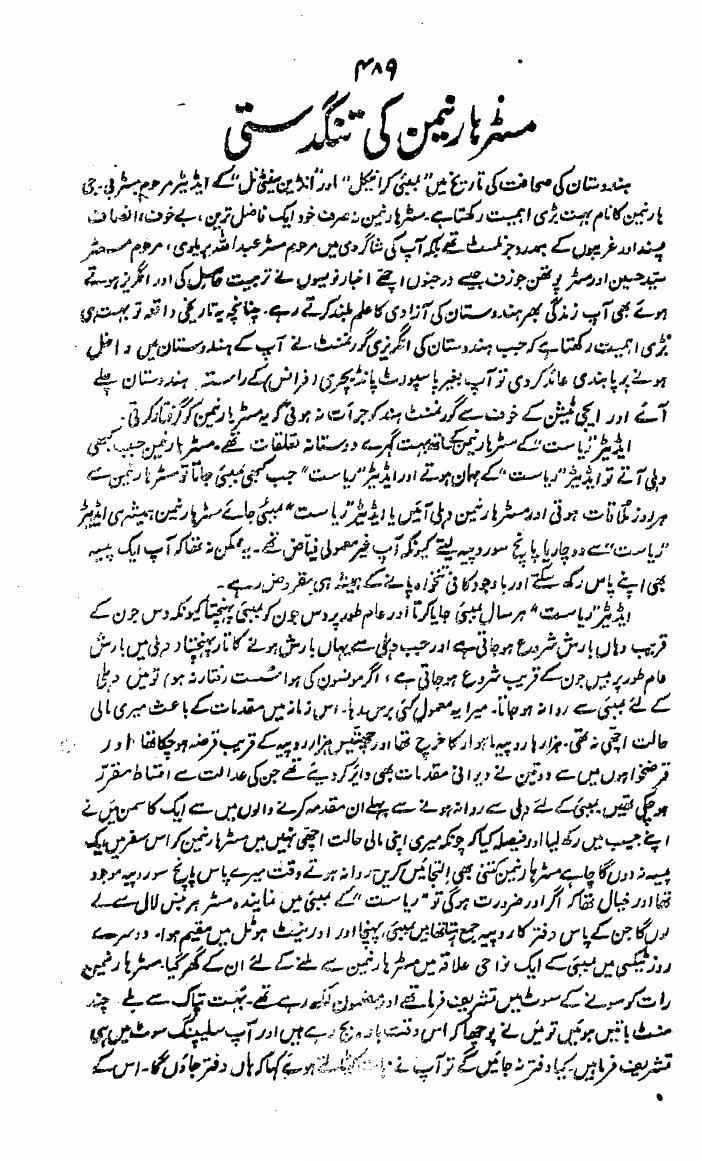 ۴۸۹
مسٹر ہارنیمن کی تنگدستی
ہندوستان کی صحافت کی تاریخ میں "بمبئی کرانیکل" اور "انڈین نیشنل" کے ایڈیٹر مرحوم مسٹر بی۔ جی
ہارنیمن کا نام بہت بڑی اہمیت رکھتا ہے۔ مسٹر ہارنیمن نہ صرف خود ایک فاضل ترین، بے خوف، انصاف
پسند اور غریبوں کے ہمدرد جرنلسٹ تھے بلکہ آپ کی شاگردی میں مرحوم مسٹر عبداللہ بریلوی، مرحوم مسٹر
سید حسین اور مسٹر پوتھن جوزف جیسے درجنوں اچھے اخبار نویسوں نے تربیت حاصل کی اور انگریز ہوتے
ہوئے بھی آپ زندگی بھر ہندوستان کی آزادی کا علم بلند کرتے رہے۔ چنانچہ یہ تاریخی واقعہ تو بہت ہی
بڑی اہمیت رکھتا ہے کہ جب ہندوستان کی انگریزی گورنمنٹ نے آپ کے ہندوستان میں داخل
ہونے پر پابندی عائد کر دی تو آپ بغیر پاسپورٹ پانڈیچری (فرانس) کے راستہ ہندوستان چلے
آئے اور ایجی ٹیشن کے خوف سے گورنمنٹ ہند کو جرأت نہ ہوئی کہ یہ مسٹر ہارنیمن کو گرفتار کرتی۔
ایڈیٹر "ریاست" کے مسٹر ہارنیمن کے ساتھ بہت گہرے دوستانہ تعلقات تھے۔ مسٹر ہارنیمن جب کبھی
دہلی آتے تو ایڈیٹر "ریاست" کے مہمان ہوتے اور ایڈیٹر "ریاست" جب کبھی بمبئی جاتا تو مسٹر ہارنیمن سے
ہر روز ملاقات ہوتی اور مسٹر ہارنیمن دہلی آئیں یا ایڈیٹر "ریاست" بمبئی جائے مسٹر ہارنیمن ہمیشہ ہی ایڈیٹر
"ریاست" سے دو چار یا پانچ سو روپیہ لیتے کیونکہ آپ غیر معمولی فیاض تھے۔ یہ ممکن نہ تھا کہ آپ ایک پیسہ
بھی اپنے پاس رکھ سکتے اور باوجود کافی تنخواہ پانے کے ہمیشہ ہی مقروض رہے۔
ایڈیٹر "ریاست" ہر سال بمبئی جایا کرتا اور عام طور پر دس جون کو بمبئی پہنچتا کیونکہ دس جون کے
قریب وہاں بارش شروع ہو جاتی ہے اور جب دہلی سے یہاں بارش ہونے کا تار پہنچتا (دہلی میں بارش
عام طور پر بیس جون کے قریب شروع ہو جاتی ہے، اگر مونسون کی ہوا سست رفتار نہ ہو) تو میں دہلی
کے لئے بمبئی سے روانہ ہو جاتا۔ میرا یہ معمول کئی برس رہا۔ اس زمانہ میں مقدمات کے باعث میری مالی
حالت اچھی نہ تھی۔ ہزارہا روپیہ ماہوار کا خرچ تھا اور چھتیس ہزار روپیہ کے قریب قرضہ ہو چکا تھا اور
قرضخواہوں میں سے دو تین نے دیوانی مقدمات بھی دائر کر دیئے تھے جن کی عدالت سے اقساط مقرر
ہو چکی تھیں۔ بمبئی کے لئے دہلی سے روانہ ہونے سے پہلے ان مقدمہ کرنے والوں میں سے ایک کا سمن میں نے
اپنے جیب میں رکھ لیا اور فیصلہ کیا کہ چونکہ میری اپنی مالی حالت اچھی نہیں میں مسٹر ہارنیمن کو اس سفر میں ایک
پیسہ نہ دوں گا چاہے مسٹر ہارنیمن کتنی بھی التجائیں کریں۔ روانہ ہوتے وقت میرے پاس پانچ سو روپیہ موجود
تھا اور خیال تھا کہ اگر اور ضرورت ہوگی تو "ریاست" کے بمبئی میں نمائندہ مسٹر ہربنس لال سے لے
لوں گا جن کے پاس دفتر کا روپیہ جمع رہتا تھا میں بمبئی پہنچا اور اورینٹ ہوٹل میں مقیم ہوا۔ دوسرے
روز ٹیکسی میں بمبئی کے ایک نواحی علاقہ میں مسٹر ہارنیمن سے ملنے کے لئے ان کے گھر گیا۔ مسٹر ہارنیمن
رات کو سونے کے سوٹ میں تشریف فرما تھے اور مضمون لکھ رہے تھے۔ بہت تپاک سے ملے چند
منٹ باتیں ہوئیں تو میں نے پوچھا کہ اس وقت بارہ بج رہے ہیں اور آپ سلیپنگ سوٹ میں ہی
تشریف فرما ہیں۔ کیا دفتر نہ جائیں گے تو آپ نے ہوئے کہا کہ ہاں دفتر جاؤں گا۔ اس کے